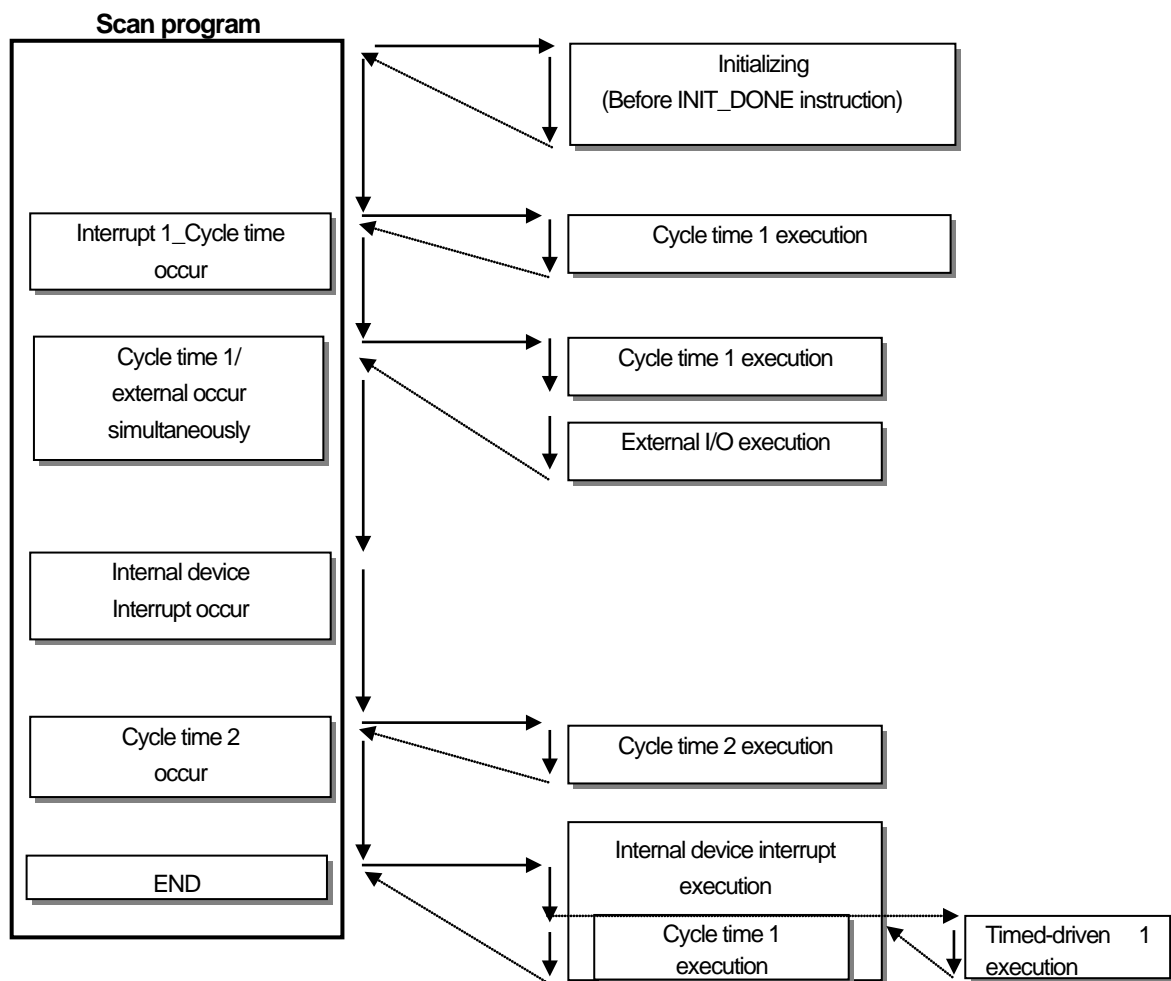 Scan program
Initializing
(Before INIT_DONE instruction)
Interrupt 1_Cycle time
occur
Cycle time 1 execution
Cycle time 1/
external occur
simultaneously
Cycle time 1 execution
External I/O execution
Internal device
Interrupt occur
Cycle time 2
occur
Cycle time 2 execution
END
Internal device interrupt
execution
Cycle time 1
execution
Timed-driven 1
execution